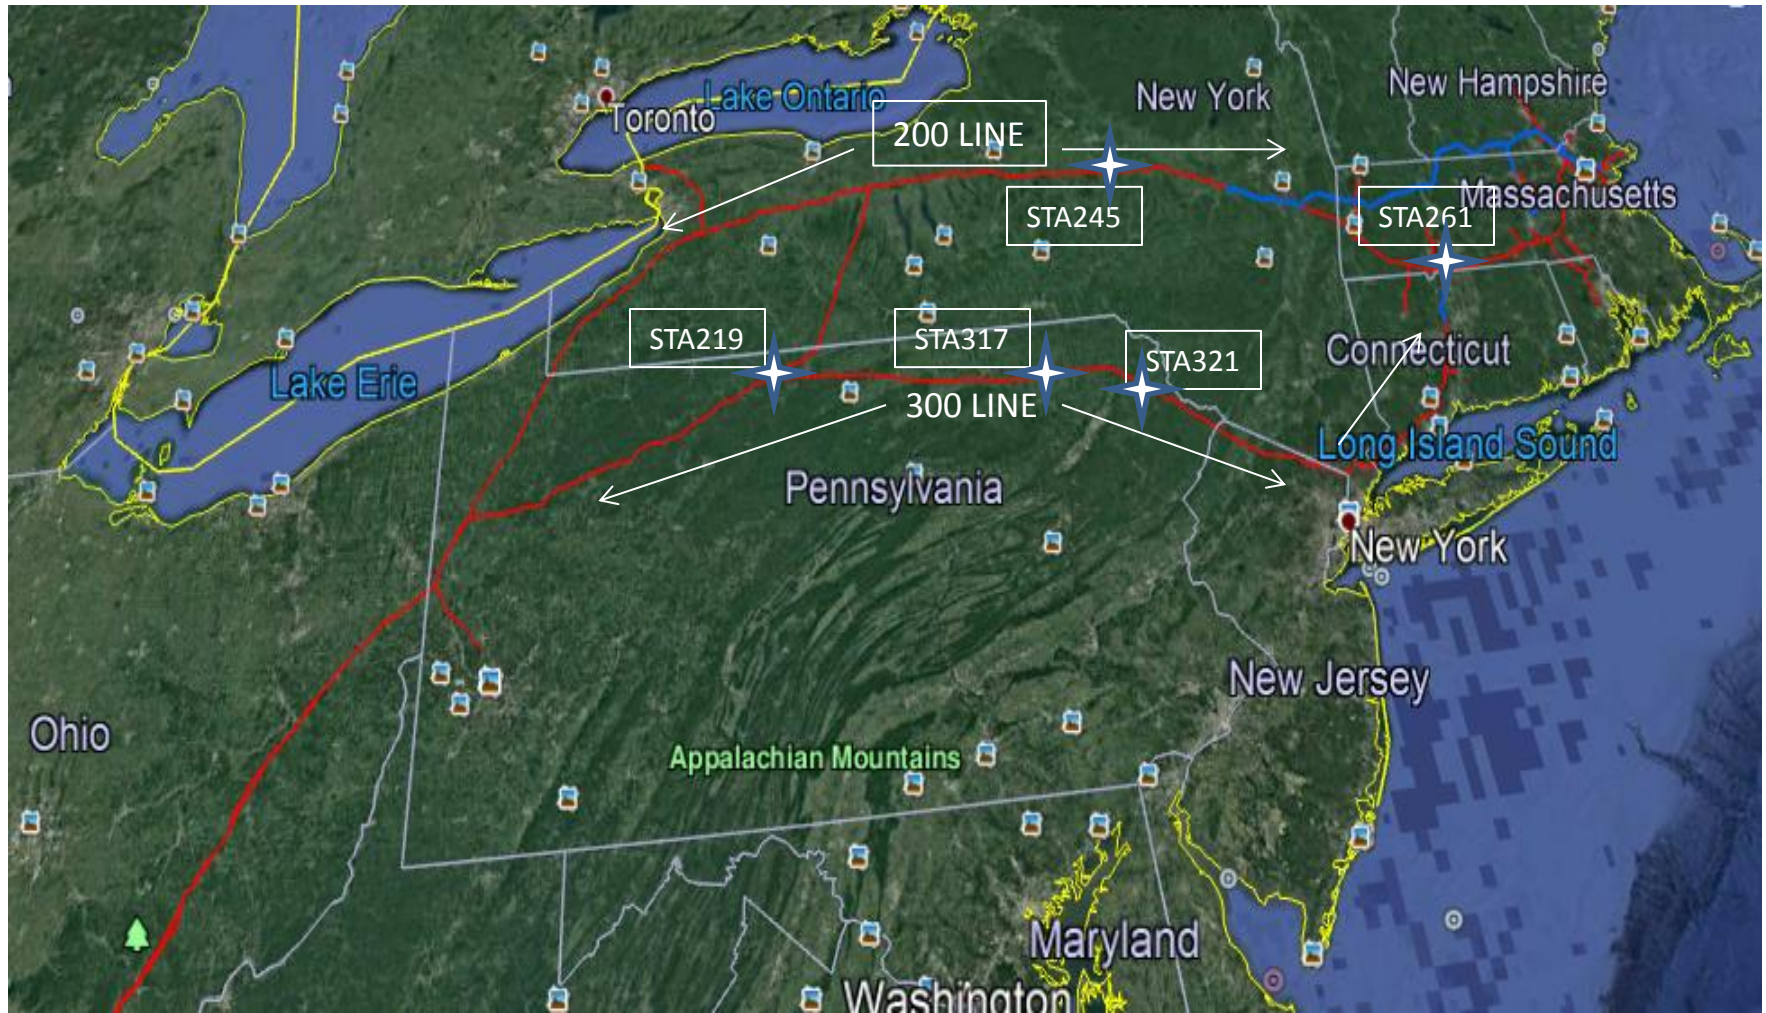 Lake Ontario
Toronto
New York
New Hampshire
200 LINE
STA245
STA261
Massachusetts
STA219
STA317
STA321
Connecticut
Lake Erie
300 LINE
Long Island Sound
Pennsylvania
New York
New Jersey
Ohio
Appalachian Mountains
Maryland
Washington